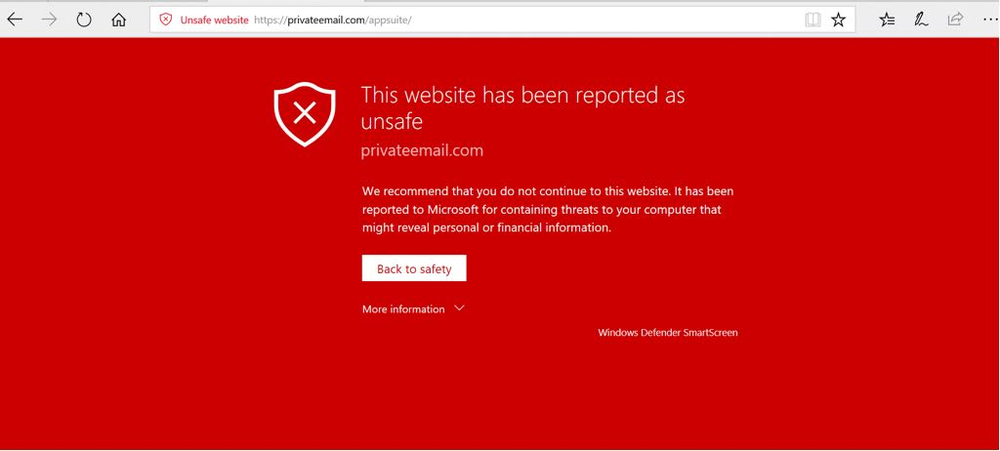 Unsafe website https://privateemail.com/appsuite/
This website has been reported as
unsafe
privateemail.com
We recommend that you do not continue to this website. It has been
reported to Microsoft for containing threats to your computer that
might reveal personal or financial information.
Back to safety
More information
Windows Defender SmartScreen